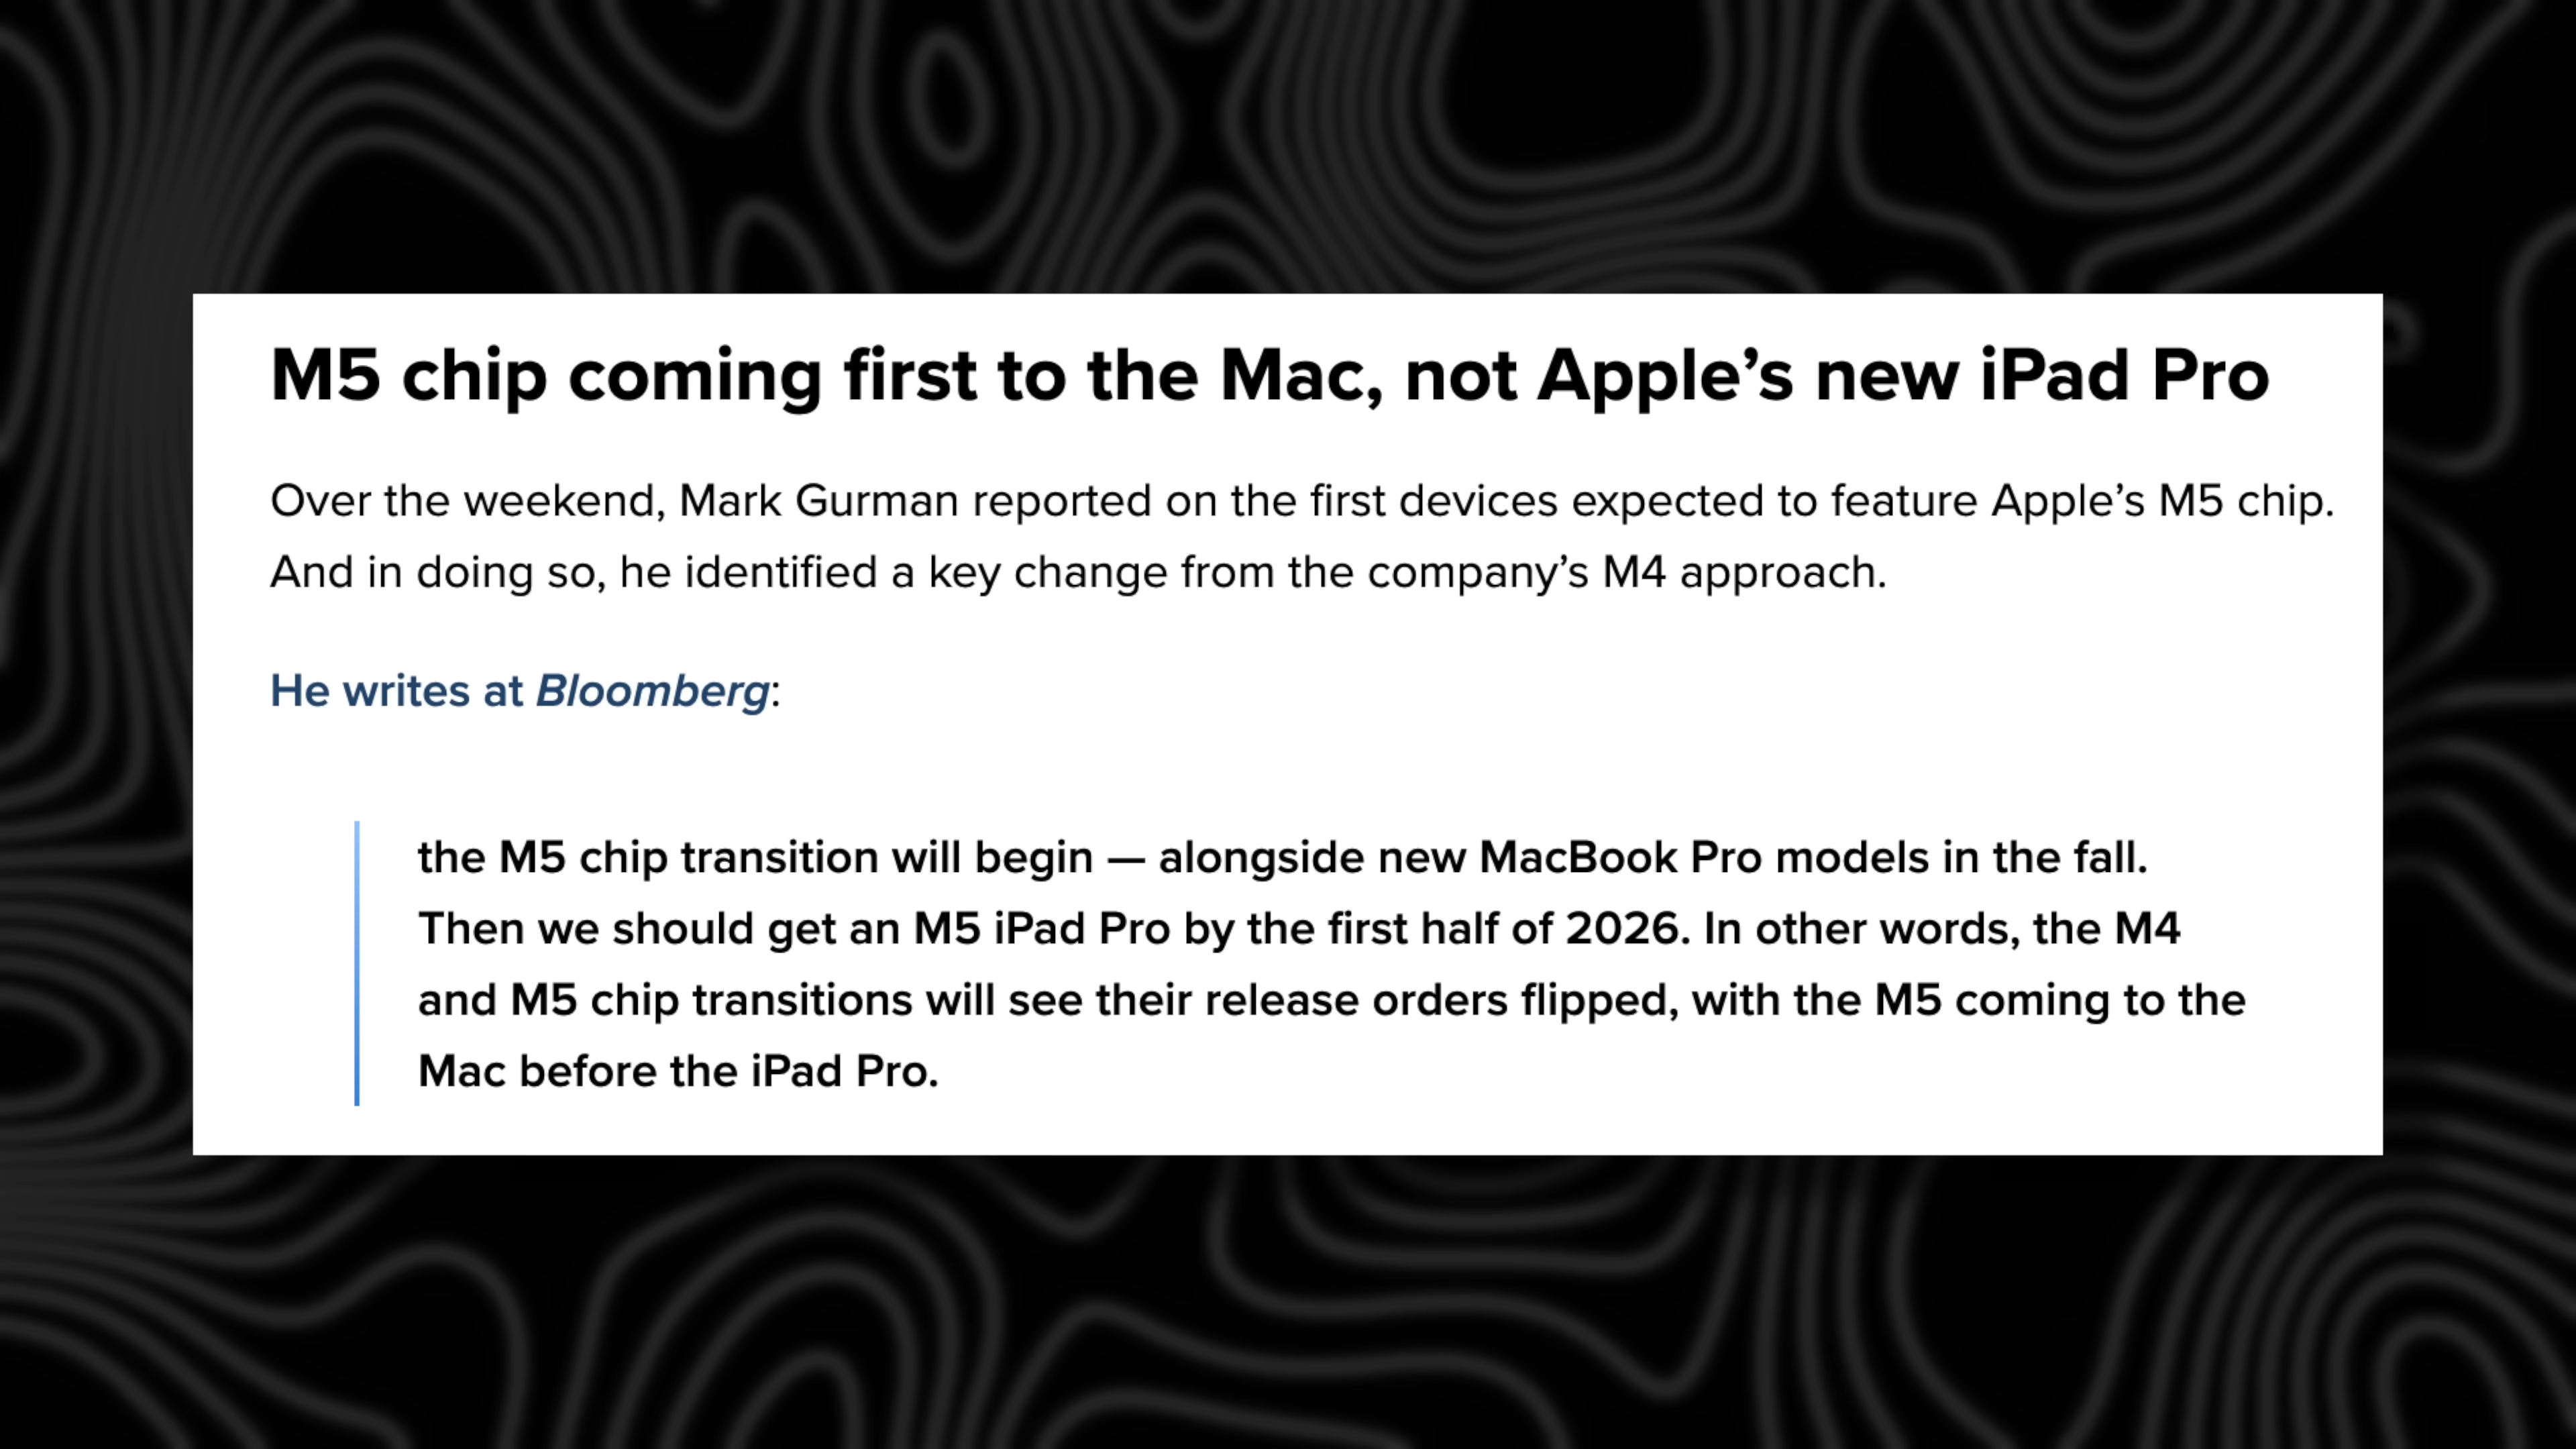 M5 chip coming first to the Mac, not Apple’s new iPad Pro
Over the weekend, Mark Gurman reported on the first devices expected to feature Apple’s M5 chip.
And in doing so, he identified a key change from the company’s M4 approach.
He writes at Bloomberg:
the M5 chip transition will begin — alongside new MacBook Pro models in the fall.
Then we should get an M5 iPad Pro by the first half of 2026. In other words, the M4
and M5 chip transitions will see their release orders flipped, with the M5 coming to the
Mac before the iPad Pro.